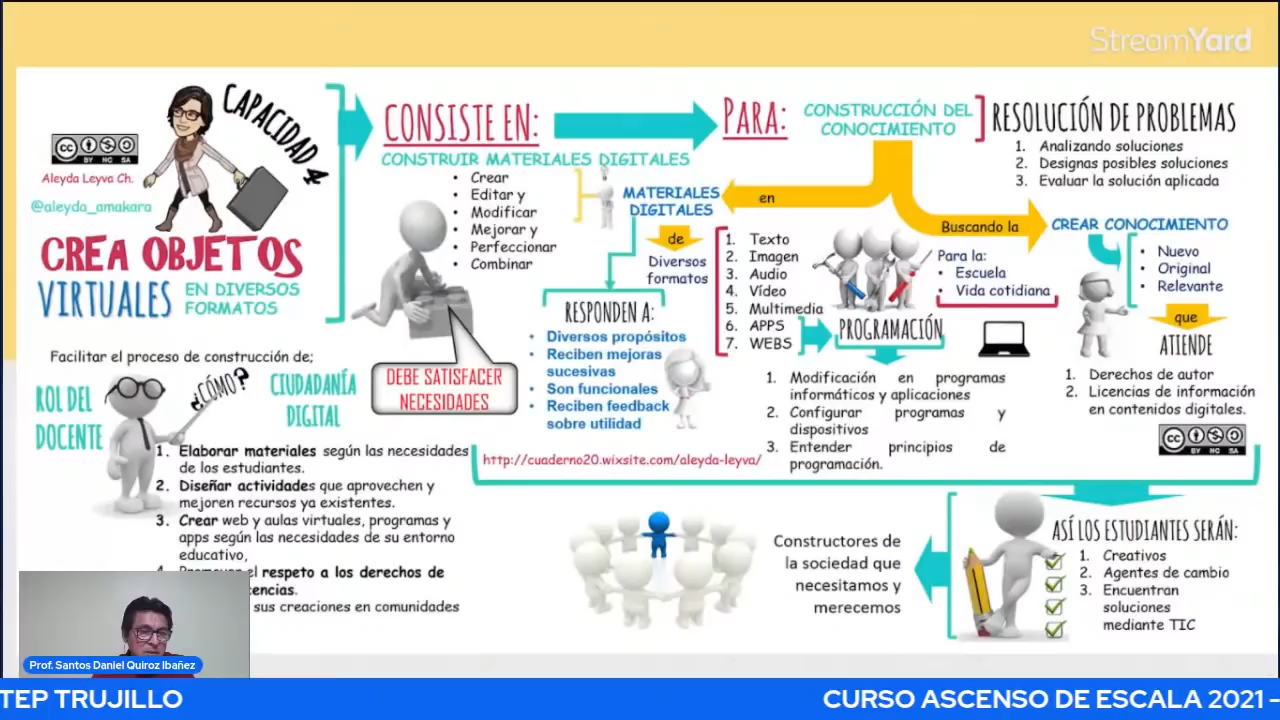 StreamYard
CAPACIDAD 4
CC BY NC SA
Aleyda Leyva Ch.
@aleyda_amakara
CREA OBJETOS
VIRTUALES
EN DIVERSOS
FORMATOS
CONSISTE EN:
CONSTRUIR MATERIALES DIGITALES
• Crear
• Editar y
• Modificar
• Mejorar y
• Perfeccionar
• Combinar
DEBE SATISFACER
NECESIDADES
PARA:
CONSTRUCCIÓN DEL
CONOCIMIENTO
RESOLUCIÓN DE PROBLEMAS
1. Analizando soluciones
2. Designas posibles soluciones
3. Evaluar la solución aplicada
en
MATERIALES
DIGITALES
de
Diversos
formatos
1. Texto
2. Imagen
3. Audio
4. Vídeo
5. Multimedia
6. APPS
7. WEBS
RESPONDEN A:
• Diversos propósitos
• Reciben mejoras
sucesivas
• Son funcionales
• Reciben feedback
sobre utilidad
Buscando la
Para la:
• Escuela
• Vida cotidiana
PROGRAMACIÓN
1. Modificación en programas
informáticos y aplicaciones
2. Configurar programas y
dispositivos
3. Entender principios de
programación.
CREAR CONOCIMIENTO
• Nuevo
• Original
• Relevante
que
ATIENDE
1. Derechos de autor
2. Licencias de información
en contenidos digitales.
CC BY NC SA
http://cuaderno20.wixsite.com/aleyda-leyva/
Facilitar el proceso de construcción de;
ROL DEL
DOCENTE
¿CÓMO?
CIUDADANÍA
DIGITAL
1. Elaborar materiales según las necesidades
de los estudiantes.
2. Diseñar actividades que aprovechen y
mejoren recursos ya existentes.
3. Crear web y aulas virtuales, programas y
apps según las necesidades de su entorno
educativo,
el respeto a los derechos de
sus creaciones en comunidades
ASÍ LOS ESTUDIANTES SERÁN:
1. Creativos
2. Agentes de cambio
3. Encuentran
soluciones
mediante TIC
Constructores de
la sociedad que
necesitamos y
merecemos
Prof. Santos Daniel Quiroz Ibañez
TEP TRUJILLO
CURSO ASCENSO DE ESCALA 2021 -